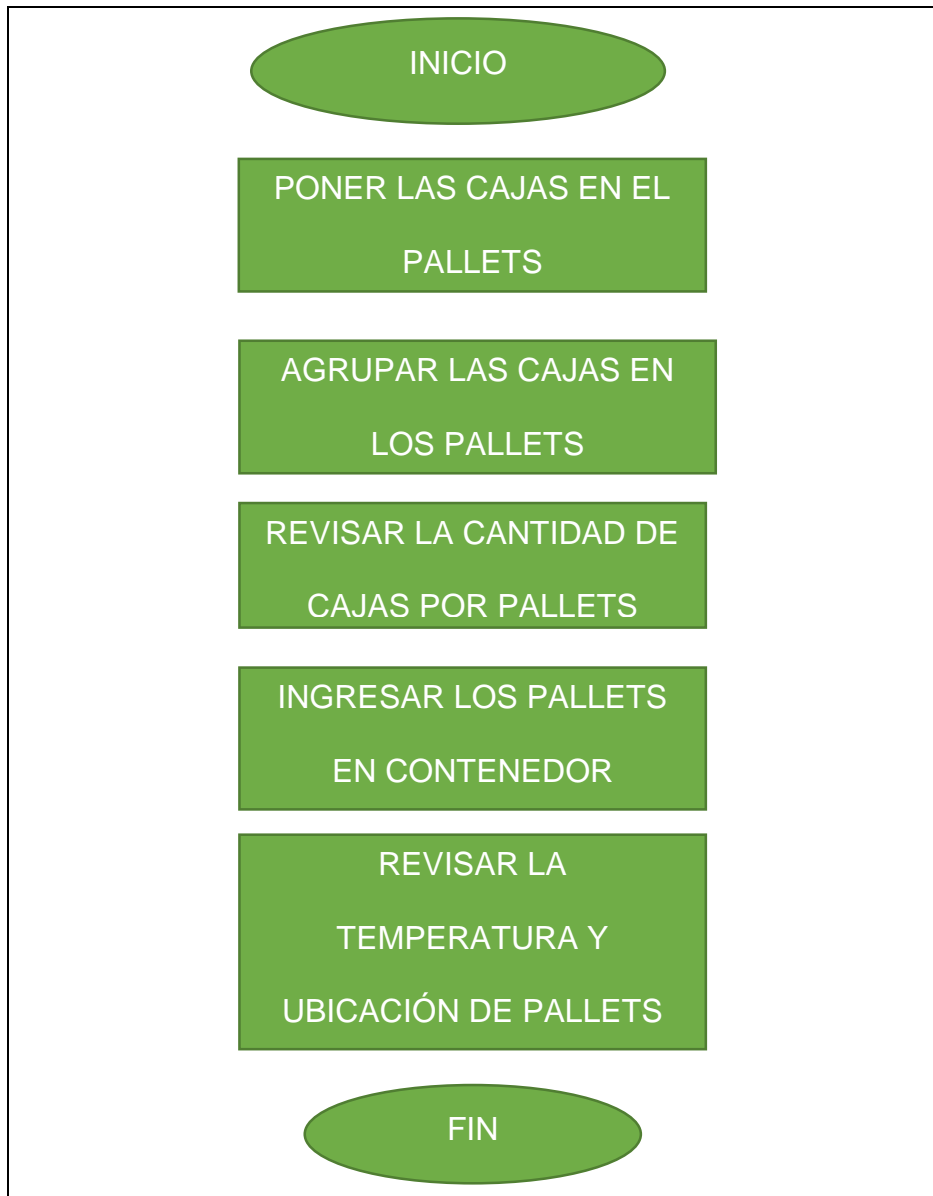 INICIO
PONER LAS CAJAS EN EL
PALLETS
AGRUPAR LAS CAJAS EN
LOS PALLETS
REVISAR LA CANTIDAD DE
CAJAS POR PALLETS
INGRESAR LOS PALLETS
EN CONTENEDOR
REVISAR LA
TEMPERATURA Y
UBICACIÓN DE PALLETS
FIN